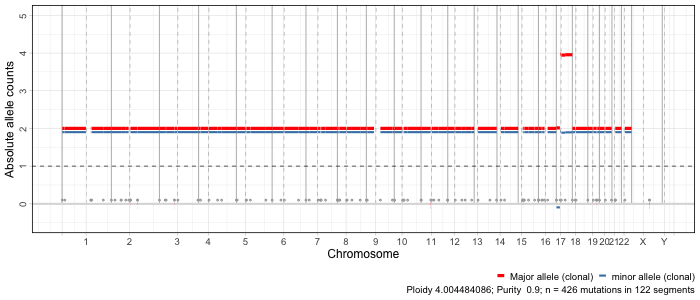 Absolute allele counts
5
4
3
2
1
0
1 2 3 4 5 6 7 8 9 10 11 12 13 14 15 16 17 18 19 20 21 22 X Y
Chromosome
Major allele (clonal) minor allele (clonal)
Ploidy 4.004484086; Purity 0.9; n = 426 mutations in 122 segments